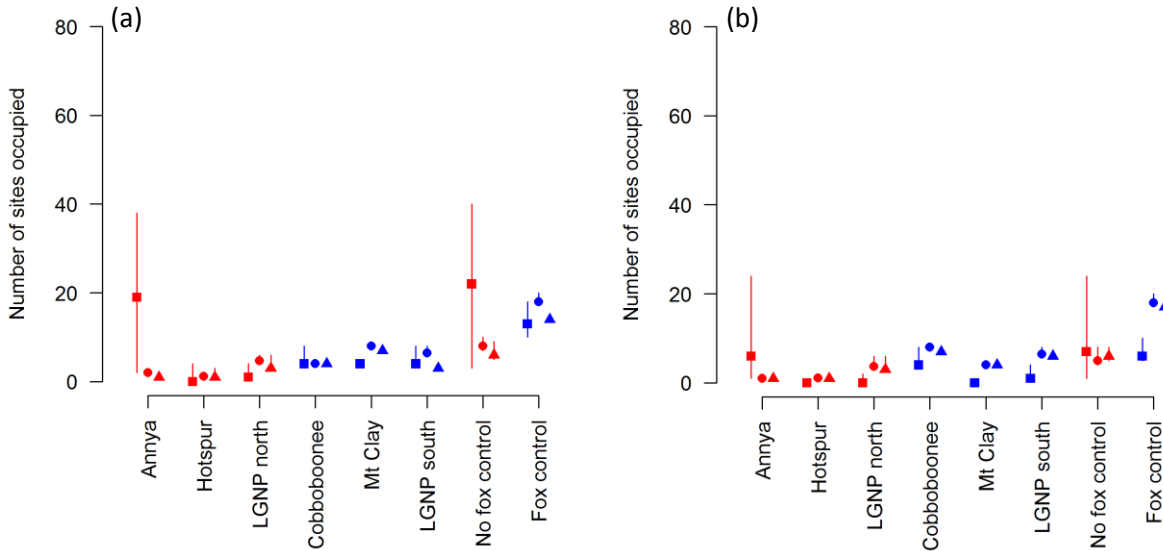 (a)
80
60
40
20
0
Number of sites occupied
Annya
Hotspur
LGNP north
Cobboboonee
Mt Clay
LGNP south
No fox control
Fox control
(b)
80
60
40
20
0
Number of sites occupied
Annya
Hotspur
LGNP north
Cobboboonee
Mt Clay
LGNP south
No fox control
Fox control